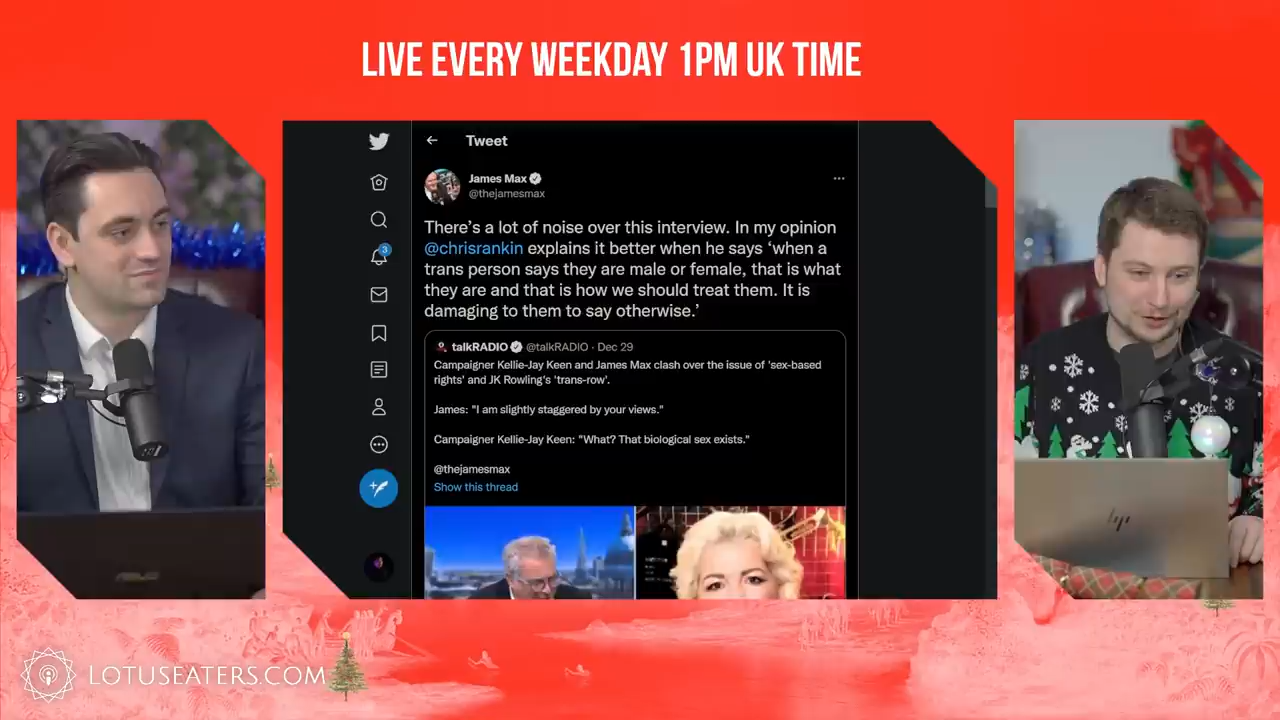 LIVE EVERY WEEKDAY 1PM UK TIME
Tweet
James Max
@thejamesmax
There's a lot of noise over this interview. In my opinion
@chrisrankin explains it better when he says ‘when a
trans person says they are male or female, that is what
they are and that is how we should treat them. It is
damaging to them to say otherwise.’
talkRADIO @talkRADIO · Dec 29
Campaigner Kellie-Jay Keen and James Max clash over the issue of 'sex-based
rights' and JK Rowling's 'trans-row'.
James: "I am slightly staggered by your views."
Campaigner Kellie-Jay Keen: "What? That biological sex exists."
@thejamesmax
Show this thread
3
hp
ASUS
LOTUSEATERS.COM